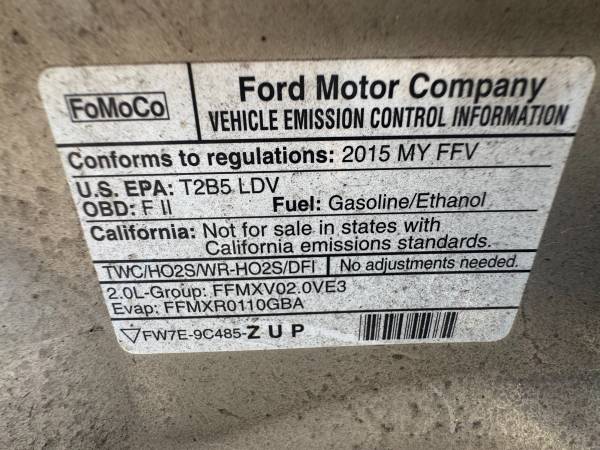 FoMoCo
Ford Motor Company
VEHICLE EMISSION CONTROL INFORMATION
Conforms to regulations: 2015 MY FFV
U.S. EPA: T2B5 LDV
OBD: F II Fuel: Gasoline/Ethanol
California: Not for sale in states with
California emissions standards.
TWC/HO2S/WR-HO2S/DFI No adjustments needed.
2.0L-Group: FFMXV02.0VE3
Evap: FFMXR0110GBA
FW7E-9C485-ZUP